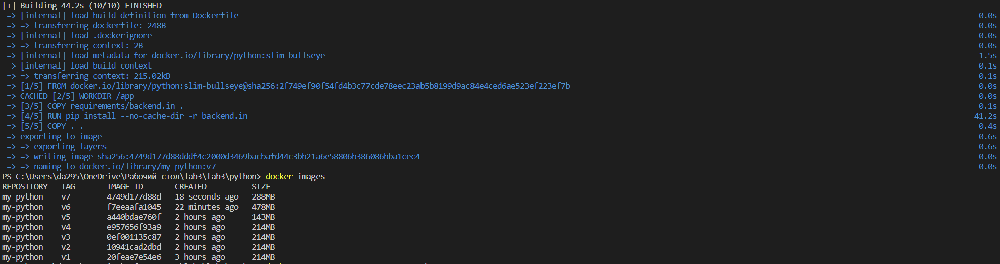 [+] Building 44.2s (10/10) FINISHED
=> [internal] load build definition from Dockerfile 0.0s
=> => transferring dockerfile: 248B 0.0s
=> [internal] load .dockerignore 0.0s
=> => transferring context: 2B 0.0s
=> [internal] load metadata for docker.io/library/python:slim-bullseye 1.5s
=> [internal] load build context 0.1s
=> => transferring context: 215.02kB 0.1s
=> [1/5] FROM docker.io/library/python:slim-bullseye@sha256:2f749ef90f54fd4b3c77cde78eec23ab5b8199d9ac84e4ced6ae523ef223ef7b 0.0s
=> CACHED [2/5] WORKDIR /app 0.0s
=> [3/5] COPY requirements/backend.in . 0.1s
=> [4/5] RUN pip install --no-cache-dir -r backend.in 41.2s
=> [5/5] COPY . . 0.4s
=> exporting to image 0.6s
=> => exporting layers 0.6s
=> => writing image sha256:4749d177d88dddf4c2000d3469bacbafd44c3bb21a6e58806b386086bba1cec4 0.0s
=> => naming to docker.io/library/my-python:v7 0.0s
PS C:\Users\da295\OneDrive\Рабочий стол\lab3\lab3\python> docker images
REPOSITORY TAG IMAGE ID CREATED SIZE
my-python v7 4749d177d88d 18 seconds ago 288MB
my-python v6 f7eeaafa1045 22 minutes ago 478MB
my-python v5 a440bdae760f 2 hours ago 143MB
my-python v4 e957656f93a9 2 hours ago 214MB
my-python v3 0ef001135c87 2 hours ago 214MB
my-python v2 10941cad2dbd 2 hours ago 214MB
my-python v1 20feae7e54e6 3 hours ago 214MB